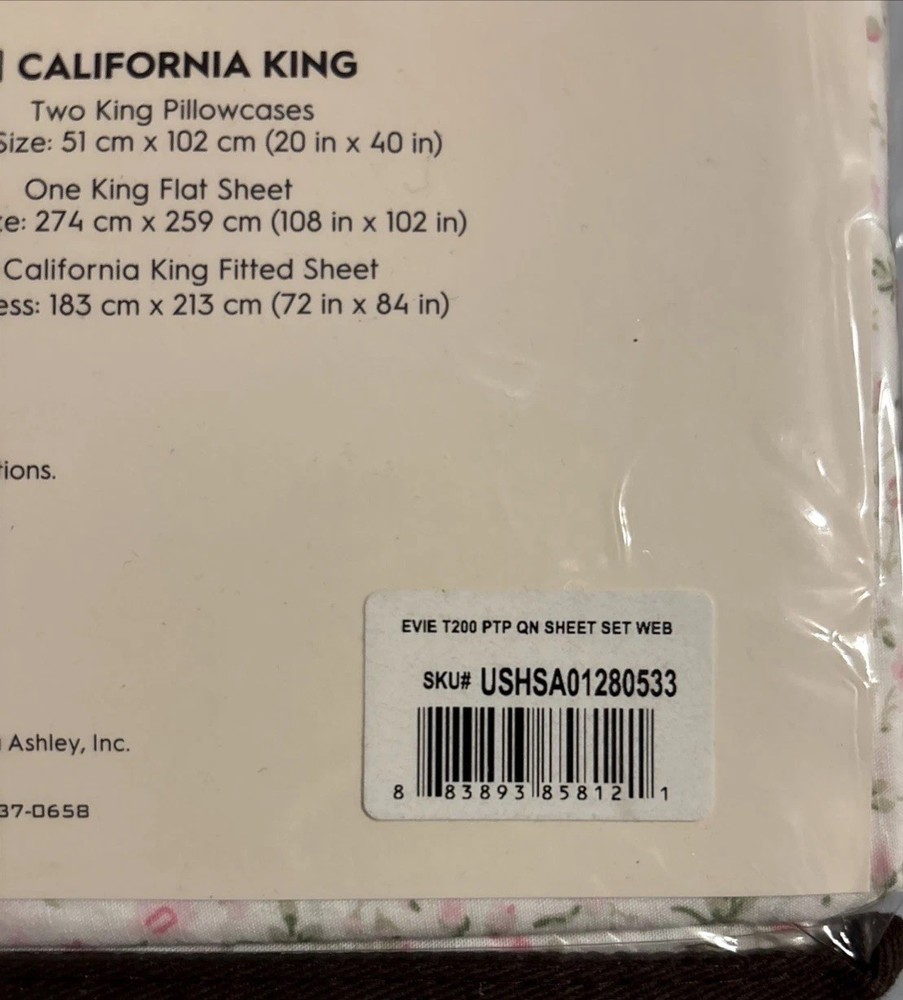 CALIFORNIA KING
Two King Pillowcases
Size: 51 cm x 102 cm (20 in x 40 in)
One King Flat Sheet
ze: 274 cm x 259 cm (108 in x 102 in)
California King Fitted Sheet
ess: 183 cm x 213 cm (72 in x 84 in)
tions.
EVIE T200 PTP QN SHEET SET WEB
SKU# USHSA01280533
8 83893 85812 1
Ashley, Inc.
37-0658